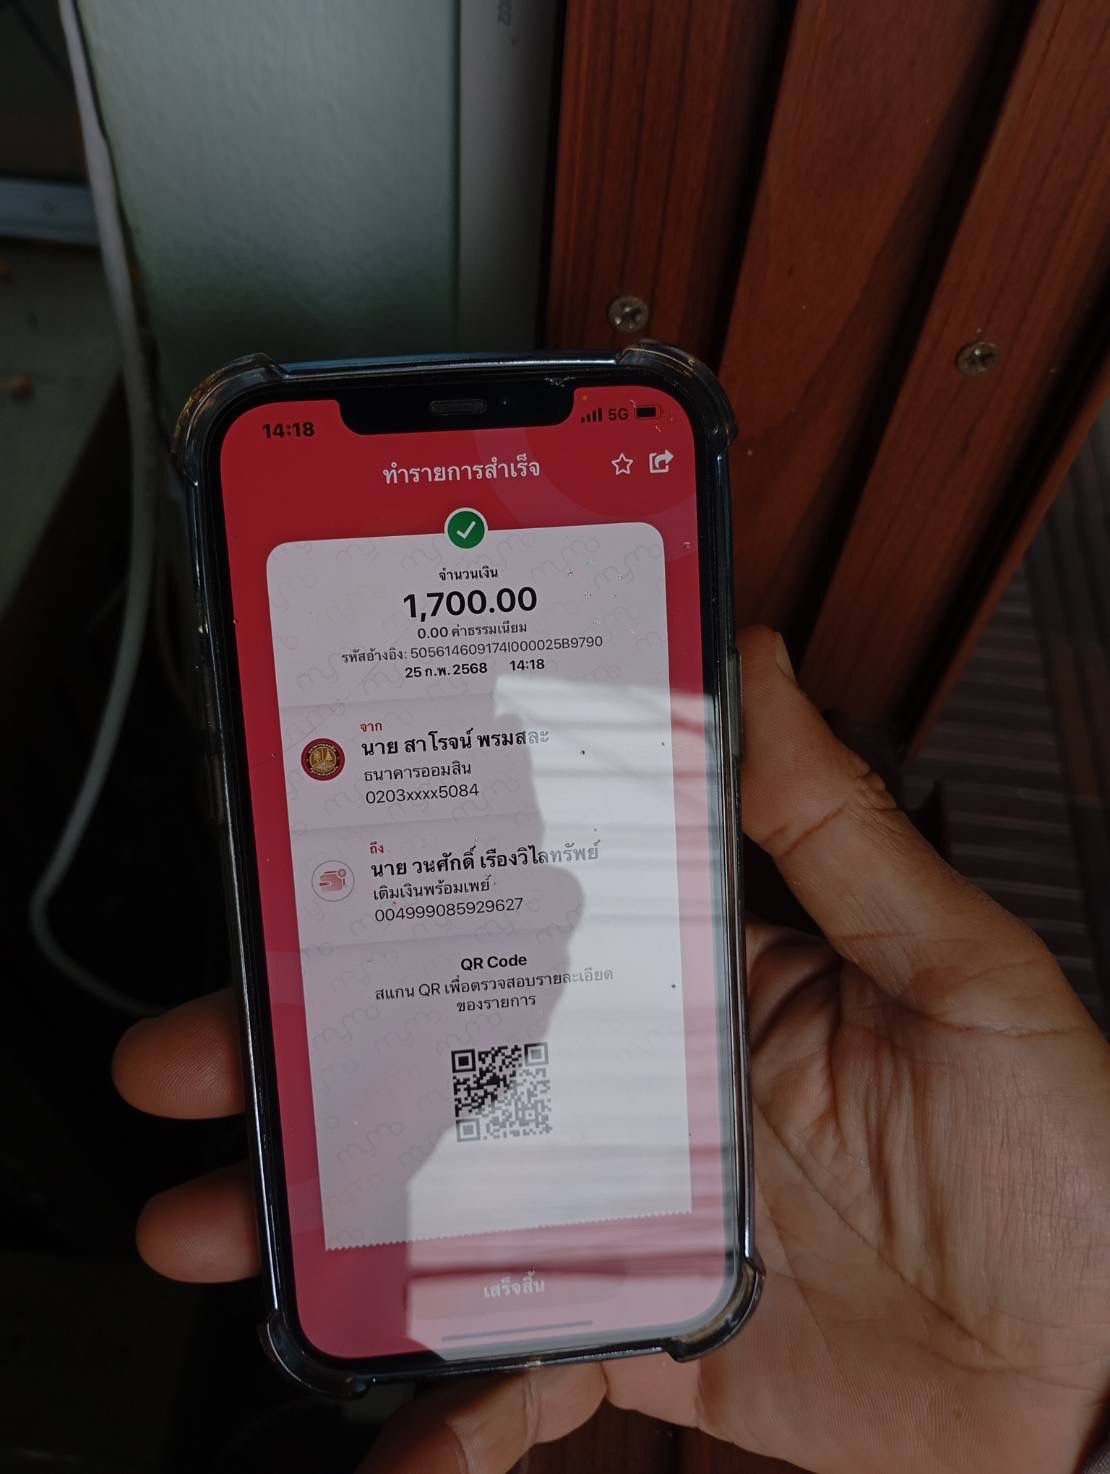 14:18
5G
ทำรายการสำเร็จ
จำนวนเงิน
1,700.00
0.00 ค่าธรรมเนียม
รหัสอ้างอิง: 505614609174I000025B9790
25 ก.พ. 2568 14:18
จาก
นาย สาโรจน์ พรมสละ
ธนาคารออมสิน
0203xxxx5084
ถึง
นาย วนศักดิ์ เรืองวิไลทรัพย์
เติมเงินพร้อมเพย์
004999085929627
QR Code
สแกน QR เพื่อตรวจสอบรายละเอียด
ของรายการ
เสร็จสิ้น